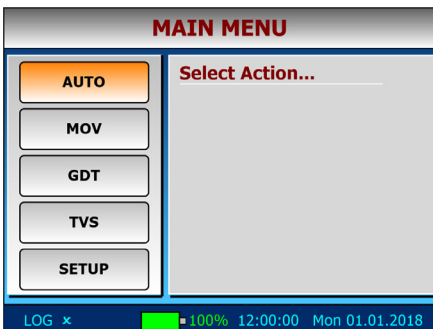 MAIN MENU
AUTO
Select Action...
MOV
GDT
TVS
SETUP
LOG × 100% 12:00:00 Mon 01.01.2018